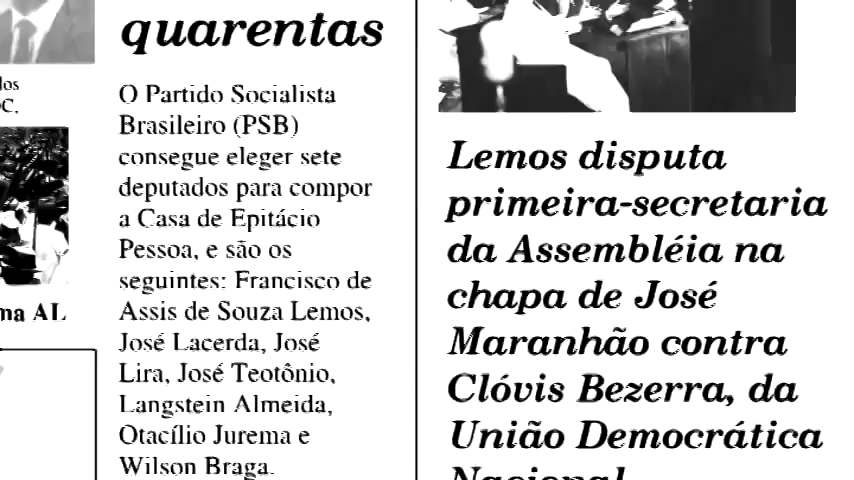 quarentas
O Partido Socialista
Brasileiro (PSB)
consegue eleger sete
deputados para compor
a Casa de Epitácio
Pessoa, e são os
seguintes: Francisco de
Assis de Souza Lemos,
José Lacerda, José
Lira, José Teotônio,
Langstein Almeida,
Otacílio Jurema e
Wilson Braga.
Lemos disputa
primeira-secretaria
da Assembléia na
chapa de José
Maranhão contra
Clóvis Bezerra, da
União Democrática
Nacional
AL